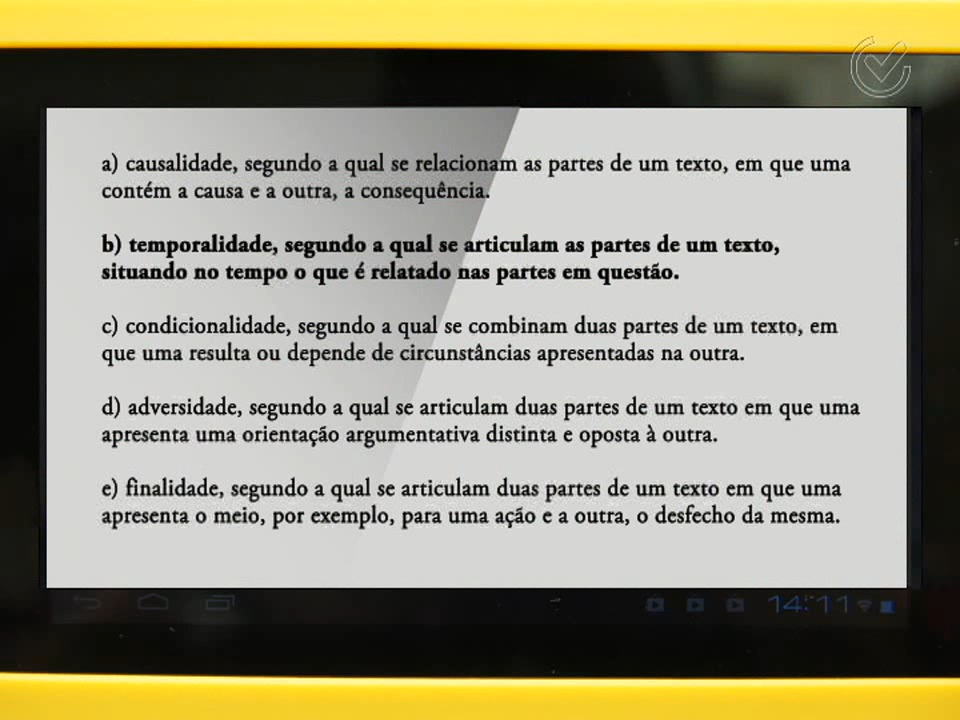 a) causalidade, segundo a qual se relacionam as partes de um texto, em que uma
contém a causa e a outra, a consequência.
b) temporalidade, segundo a qual se articulam as partes de um texto,
situando no tempo o que é relatado nas partes em questão.
c) condicionalidade, segundo a qual se combinam duas partes de um texto, em
que uma resulta ou depende de circunstâncias apresentadas na outra.
d) adversidade, segundo a qual se articulam duas partes de um texto em que uma
apresenta uma orientação argumentativa distinta e oposta à outra.
e) finalidade, segundo a qual se articulam duas partes de um texto em que uma
apresenta o meio, por exemplo, para uma ação e a outra, o desfecho da mesma.
14:11